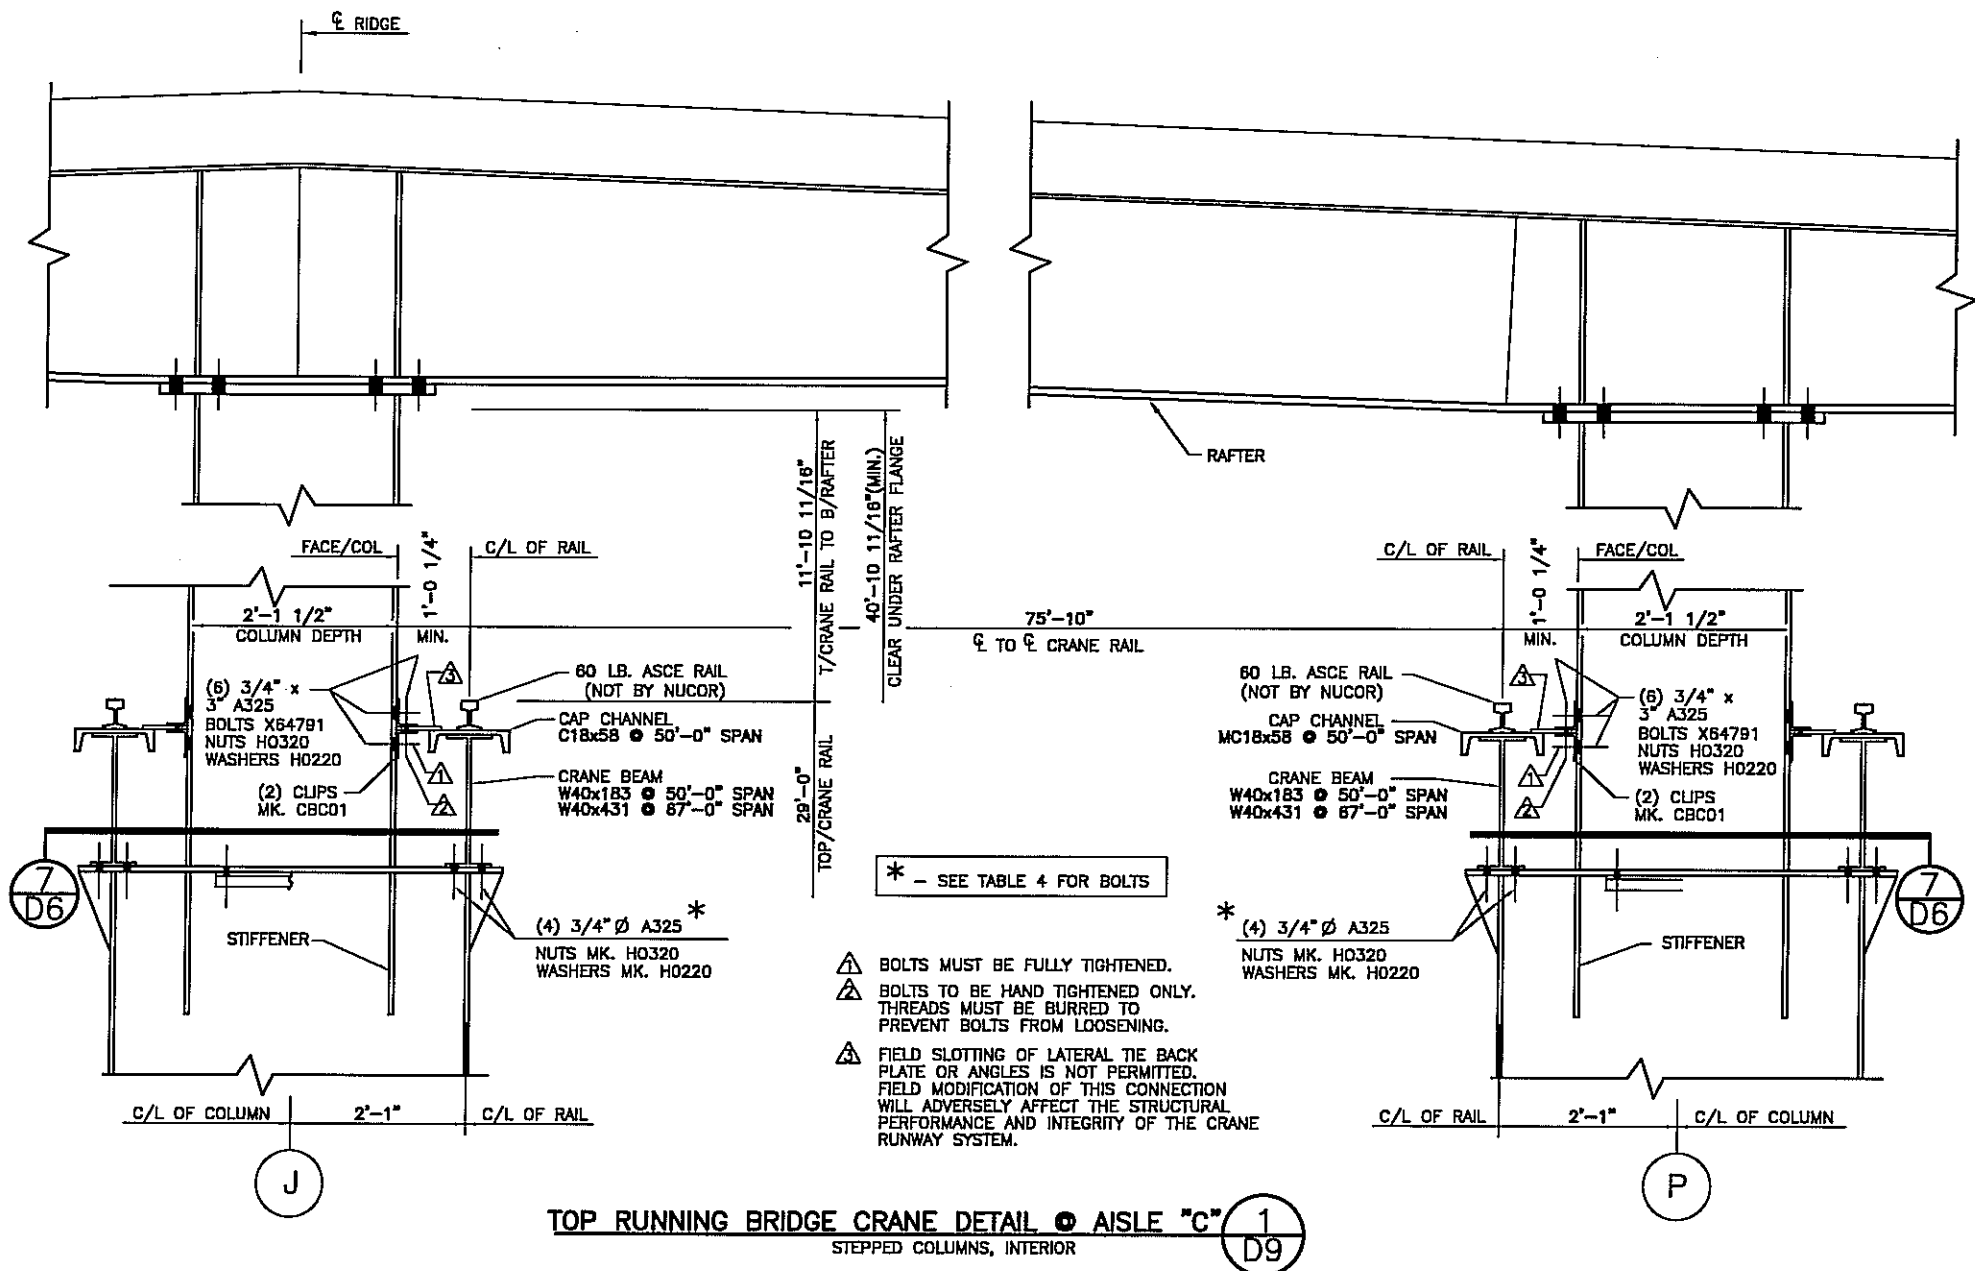 ℄ RIDGE
RAFTER
11'-10 11/16"
T/CRANE RAIL TO B/RAFTER
40'-10 11/16"(MIN.)
CLEAR UNDER RAFTER FLANGE
FACE/COL
1'-0 1/4"
MIN.
C/L OF RAIL
2'-1 1/2"
COLUMN DEPTH
75'-10"
℄ TO ℄ CRANE RAIL
C/L OF RAIL
1'-0 1/4"
MIN.
FACE/COL
2'-1 1/2"
COLUMN DEPTH
(6) 3/4" x
3" A325
BOLTS X64791
NUTS H0320
WASHERS H0220
(2) CLIPS
MK. CBC01
3
1
2
60 LB. ASCE RAIL
(NOT BY NUCOR)
CAP CHANNEL
C18x58 @ 50'-0" SPAN
CRANE BEAM
W40x183 @ 50'-0" SPAN
W40x431 @ 67'-0" SPAN
29'-0"
TOP/CRANE RAIL
60 LB. ASCE RAIL
(NOT BY NUCOR)
CAP CHANNEL
MC18x58 @ 50'-0" SPAN
CRANE BEAM
W40x183 @ 50'-0" SPAN
W40x431 @ 67'-0" SPAN
3
1
2
(6) 3/4" x
3" A325
BOLTS X64791
NUTS H0320
WASHERS H0220
(2) CLIPS
MK. CBC01
7
D6
* - SEE TABLE 4 FOR BOLTS
7
D6
STIFFENER
(4) 3/4" Ø A325 *
NUTS MK. H0320
WASHERS MK. H0220
* (4) 3/4" Ø A325
NUTS MK. H0320
WASHERS MK. H0220
STIFFENER
1 BOLTS MUST BE FULLY TIGHTENED.
2 BOLTS TO BE HAND TIGHTENED ONLY.
THREADS MUST BE BURRED TO
PREVENT BOLTS FROM LOOSENING.
3 FIELD SLOTTING OF LATERAL TIE BACK
PLATE OR ANGLES IS NOT PERMITTED.
FIELD MODIFICATION OF THIS CONNECTION
WILL ADVERSELY AFFECT THE STRUCTURAL
PERFORMANCE AND INTEGRITY OF THE CRANE
RUNWAY SYSTEM.
C/L OF COLUMN
2'-1"
C/L OF RAIL
C/L OF RAIL
2'-1"
C/L OF COLUMN
J
P
TOP RUNNING BRIDGE CRANE DETAIL @ AISLE "C"
STEPPED COLUMNS, INTERIOR
1
D9